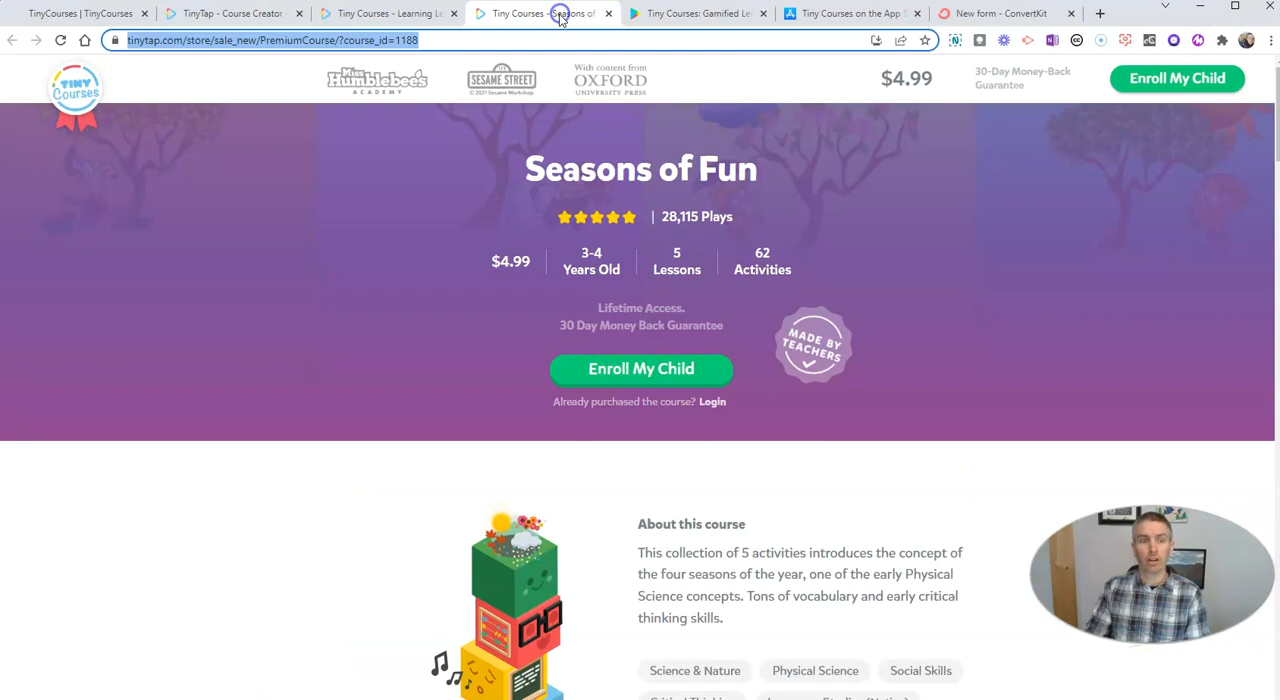 TinyCourses | TinyCourses
TinyTap - Course Creator -
Tiny Courses - Learning Le
Tiny Courses - Seasons of
Tiny Courses: Gamified Le
Tiny Courses on the App S
New form - ConvertKit
tinytap.com/store/sale_new/PremiumCourse/?course_id=1188
TINY
Courses
Miss
Humblebee's
ACADEMY
SESAME STREET
© 2021 Sesame Workshop
With content from
OXFORD
UNIVERSITY PRESS
$4.99
30-Day Money-Back
Guarantee
Enroll My Child
Seasons of Fun
| 28,115 Plays
$4.99
3-4
Years Old
5
Lessons
62
Activities
Lifetime Access.
30 Day Money Back Guarantee
MADE BY
TEACHERS
Enroll My Child
Already purchased the course? Login
About this course
This collection of 5 activities introduces the concept of
the four seasons of the year, one of the early Physical
Science concepts. Tons of vocabulary and early critical
thinking skills.
Science & Nature
Physical Science
Social Skills